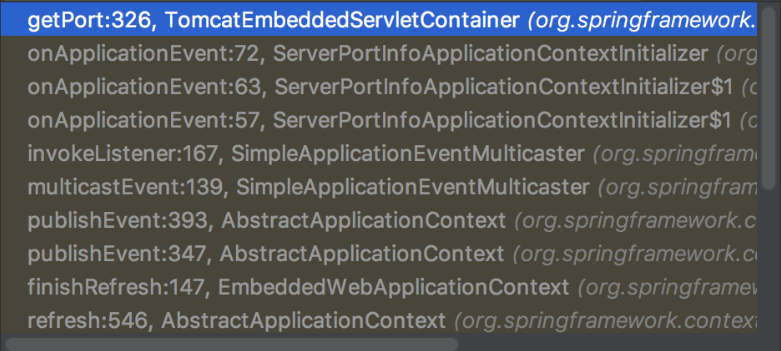 getPort:326, TomcatEmbeddedServletContainer (org.springframework.
onApplicationEvent:72, ServerPortInfoApplicationContextInitializer (org
onApplicationEvent:63, ServerPortInfoApplicationContextInitializer$1 (o
onApplicationEvent:57, ServerPortInfoApplicationContextInitializer$1 (o
invokeListener:167, SimpleApplicationEventMulticaster (org.springfram
multicastEvent:139, SimpleApplicationEventMulticaster (org.springfram
publishEvent:393, AbstractApplicationContext (org.springframework.c
publishEvent:347, AbstractApplicationContext (org.springframework.c
finishRefresh:147, EmbeddedWebApplicationContext (org.springframew
refresh:546, AbstractApplicationContext (org.springframework.context